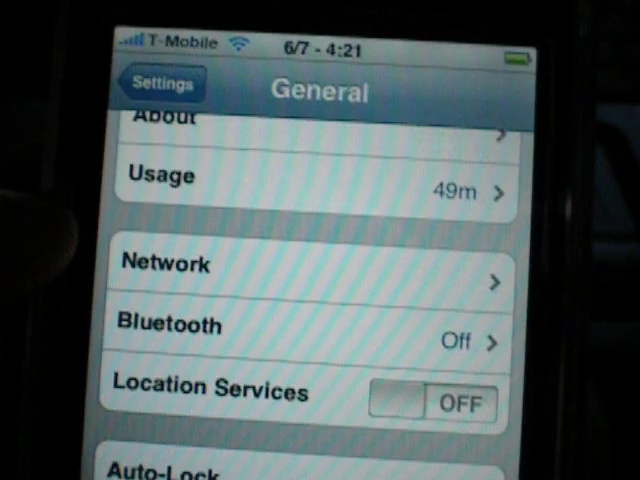 T-Mobile 6/7 - 4:21
Settings General
About
Usage 49m
Network
Bluetooth Off
Location Services OFF
Auto-Lock